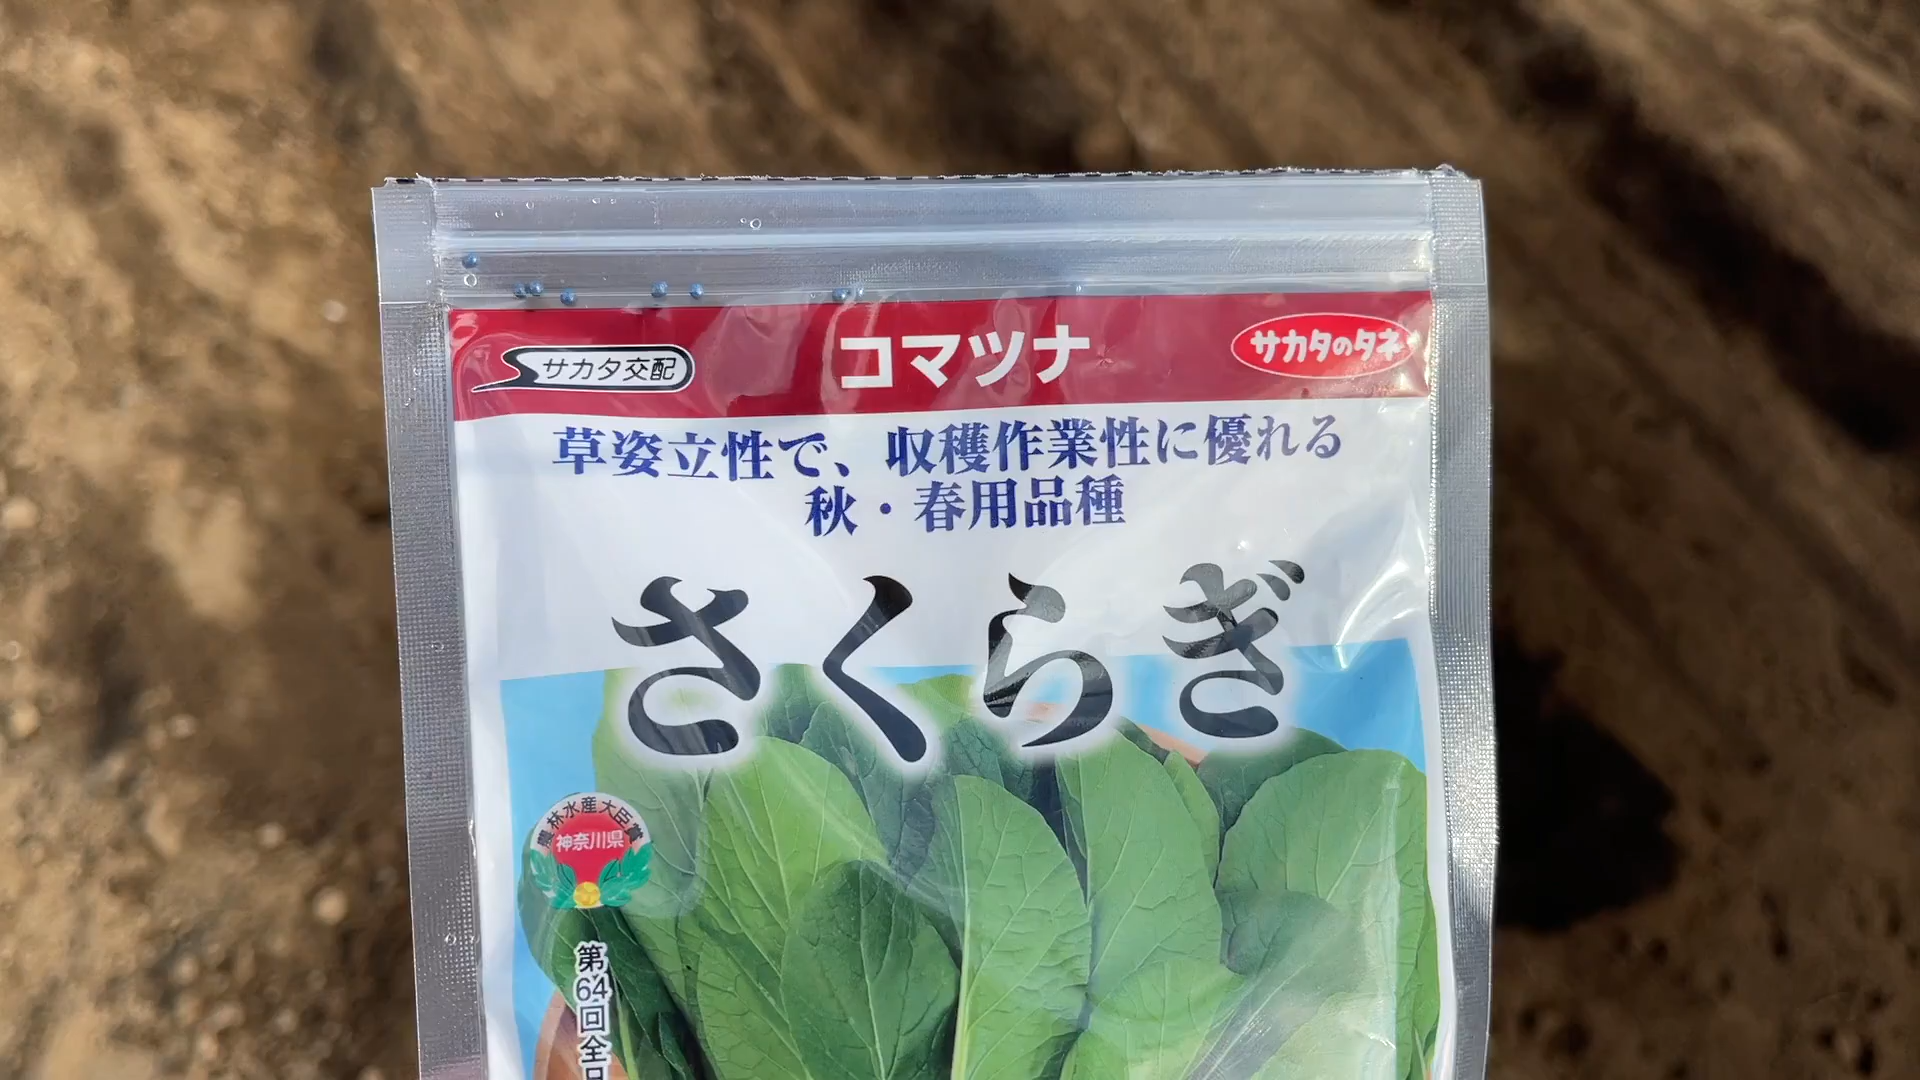 サカタ交配
コマツナ
サカタのタネ
草姿立性で、収穫作業性に優れる
秋・春用品種
さくらぎ
農林水産大臣賞
神奈川県
第64回全日